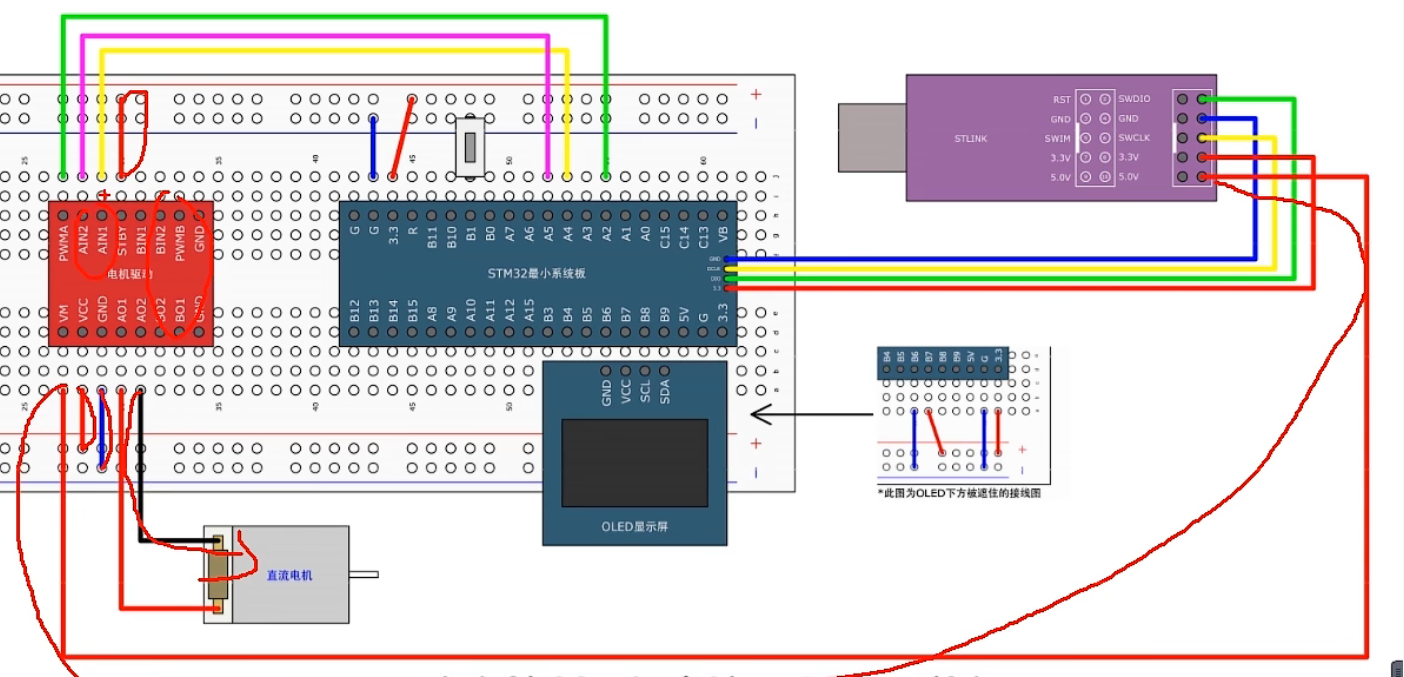 +
−
25
35
40
45
50
60
j
i
h
g
PWMA AIN2 AIN1 STBY BIN1 BIN2 PWMB GND
电机驱动
VM VCC GND AO1 AO2 BO2 BO1 GND
G G 3.3 R B11 B10 B1 B0 A7 A6 A5 A4 A3 A2 A1 A0 C15 C14 C13 VB
STM32最小系统板
B12 B13 B14 B15 A8 A9 A10 A11 A12 A15 B3 B4 B5 B6 B7 B8 B9 5V G 3.3
GND
DCLK
DIO
3.3
e
d
c
b
a
25
35
40
45
50
+
−
STLINK
RST SWDIO
GND GND
SWIM SWCLK
3.3V 3.3V
5.0V 5.0V
GND VCC SCL SDA
OLED显示屏
B4 B5 B6 B7 B8 B9 5V G 3.3
+
−
*此图为OLED下方被遮住的接线图
直流电机